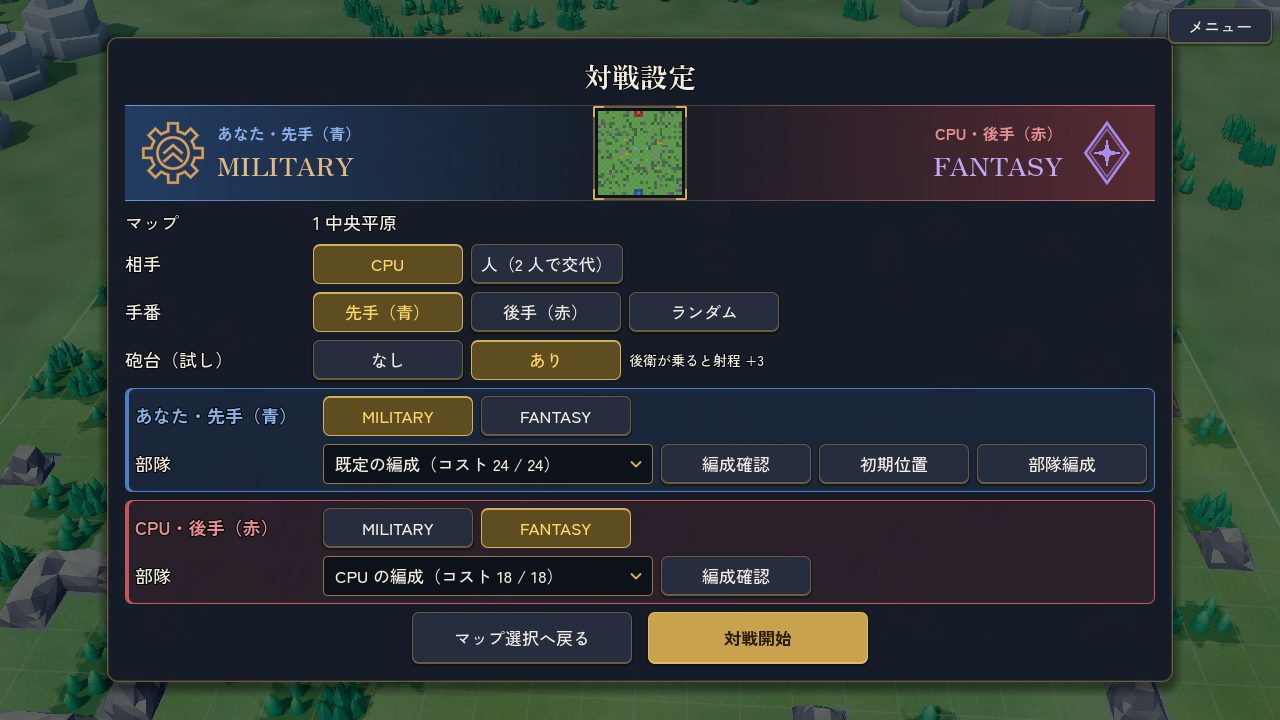 メニュー
対戦設定
あなた・先手（青）
MILITARY
CPU・後手（赤）
FANTASY
マップ 1 中央平原
相手 CPU 人（2 人で交代）
手番 先手（青） 後手（赤） ランダム
砲台（試し） なし あり 後衛が乗ると射程 +3
あなた・先手（青） MILITARY FANTASY
部隊 既定の編成（コスト 24 / 24） 編成確認 初期位置 部隊編成
CPU・後手（赤） MILITARY FANTASY
部隊 CPU の編成（コスト 18 / 18） 編成確認
マップ選択へ戻る 対戦開始